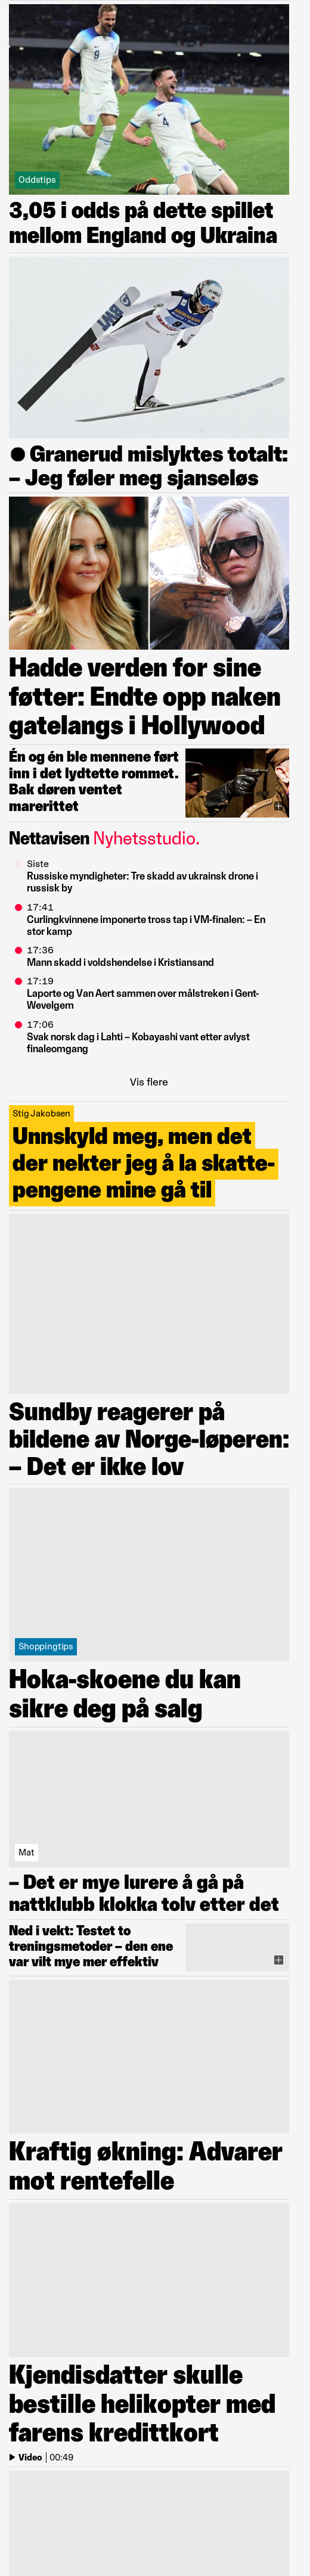 Oddstips
3,05 i odds på dette spillet
mellom England og Ukraina
● Granerud mislyktes totalt:
– Jeg føler meg sjanseløs
Hadde verden for sine
føtter: Endte opp naken
gatelangs i Hollywood
Én og én ble mennene ført
inn i det lydtette rommet.
Bak døren ventet
marerittet
Nettavisen Nyhetsstudio.
Siste
Russiske myndigheter: Tre skadd av ukrainsk drone i
russisk by
17:41
Curlingkvinnene imponerte tross tap i VM-finalen: – En
stor kamp
17:36
Mann skadd i voldshendelse i Kristiansand
17:19
Laporte og Van Aert sammen over målstreken i Gent-
Wevelgem
17:06
Svak norsk dag i Lahti – Kobayashi vant etter avlyst
finaleomgang
Vis flere
Stig Jakobsen
Unnskyld meg, men det
der nekter jeg å la skatte-
pengene mine gå til
Sundby reagerer på
bildene av Norge-løperen:
– Det er ikke lov
Shoppingtips
Hoka-skoene du kan
sikre deg på salg
Mat
– Det er mye lurere å gå på
nattklubb klokka tolv etter det
Ned i vekt: Testet to
treningsmetoder – den ene
var vilt mye mer effektiv
Kraftig økning: Advarer
mot rentefelle
Kjendisdatter skulle
bestille helikopter med
farens kredittkort
Video | 00:49